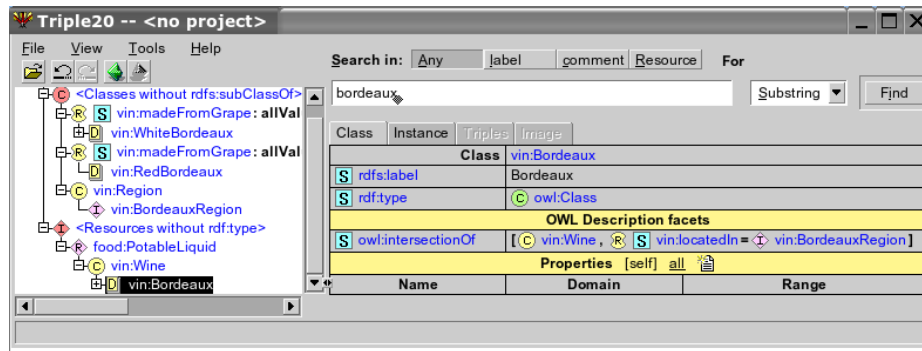 Triple20 -- <no project>
File View Tools Help
Search in: Any label comment Resource For
bordeaux Substring Find
<Classes without rdfs:subClassOf>
R S vin:madeFromGrape: allVal
D vin:WhiteBordeaux
R S vin:madeFromGrape: allVal
D vin:RedBordeaux
C vin:Region
I vin:BordeauxRegion
<Resources without rdf:type>
R food:PotableLiquid
C vin:Wine
D vin:Bordeaux
Class Instance Triples Image
Class vin:Bordeaux
S rdfs:label Bordeaux
S rdf:type C owl:Class
OWL Description facets
S owl:intersectionOf [ C vin:Wine , R S vin:locatedIn = I vin:BordeauxRegion ]
Properties [self] all
Name Domain Range